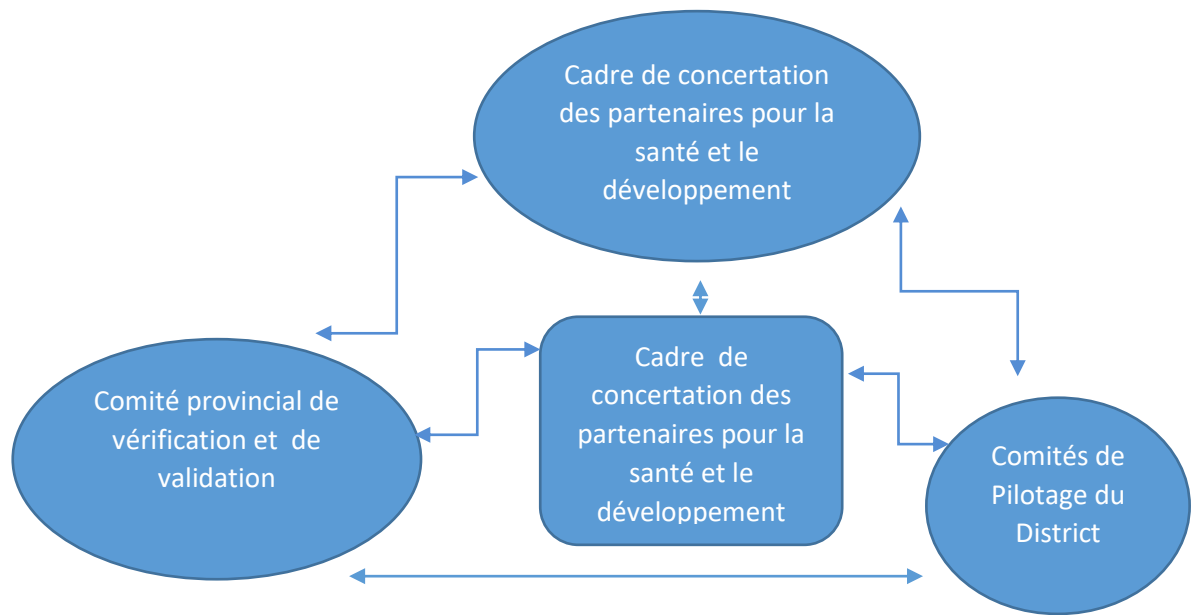 Cadre de concertation
des partenaires pour la
santé et le
développement
Comité provincial de
vérification et  de
validation
Cadre  de
concertation des
partenaires pour la
santé et le
développement
Comités de
Pilotage du
District